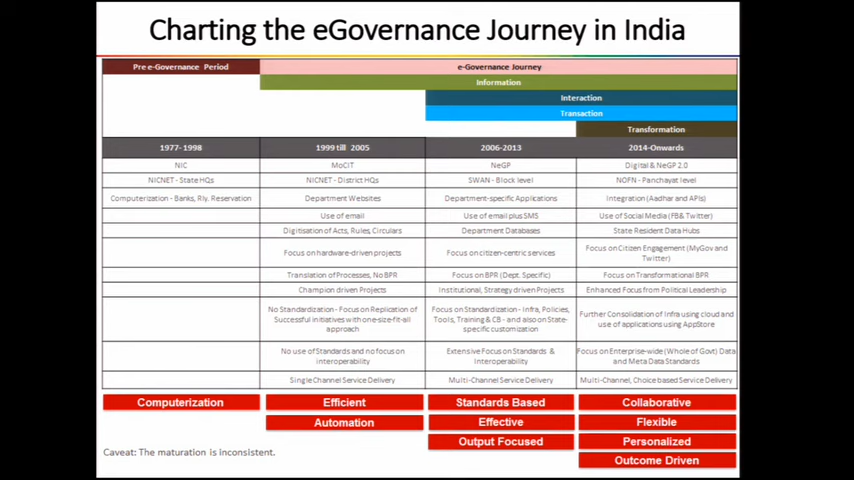 Charting the eGovernance Journey in India
Pre e-Governance Period
e-Governance Journey
Information
Interaction
Transaction
Transformation
1977- 1998
1999 till 2005
2006-2013
2014-Onwards
NIC
MoCIT
NeGP
Digital & NeGP 2.0
NICNET - State HQs
NICNET - District HQs
SWAN - Block level
NOFN - Panchayat level
Computerization - Banks, Rly. Reservation
Department Websites
Department-specific Applications
Integration (Aadhar and APIs)
Use of email
Use of email plus SMS
Use of Social Media (FB & Twitter)
Digitisation of Acts, Rules, Circulars
Department Databases
State Resident Data Hubs
Focus on hardware-driven projects
Focus on citizen-centric services
Focus on Citizen Engagement (MyGov and
Twitter)
Translation of Processes, No BPR
Focus on BPR (Dept. Specific)
Focus on Transformational BPR
Champion driven Projects
Institutional, Strategy driven Projects
Enhanced Focus from Political Leadership
No Standardization - Focus on Replication of
Successful initiatives with one-size-fit-all
approach
Focus on Standardization - Infra, Policies,
Tools, Training & CB - and also on State-
specific customization
Further Consolidation of Infra using cloud and
use of applications using AppStore
No use of Standards and no focus on
interoperability
Extensive Focus on Standards &
Interoperability
Focus on Enterprise-wide (Whole of Govt) Data
and Meta Data Standards
Single Channel Service Delivery
Multi-Channel Service Delivery
Multi-Channel, Choice based Service Delivery
Computerization
Efficient
Standards Based
Collaborative
Automation
Effective
Flexible
Output Focused
Personalized
Outcome Driven
Caveat: The maturation is inconsistent.